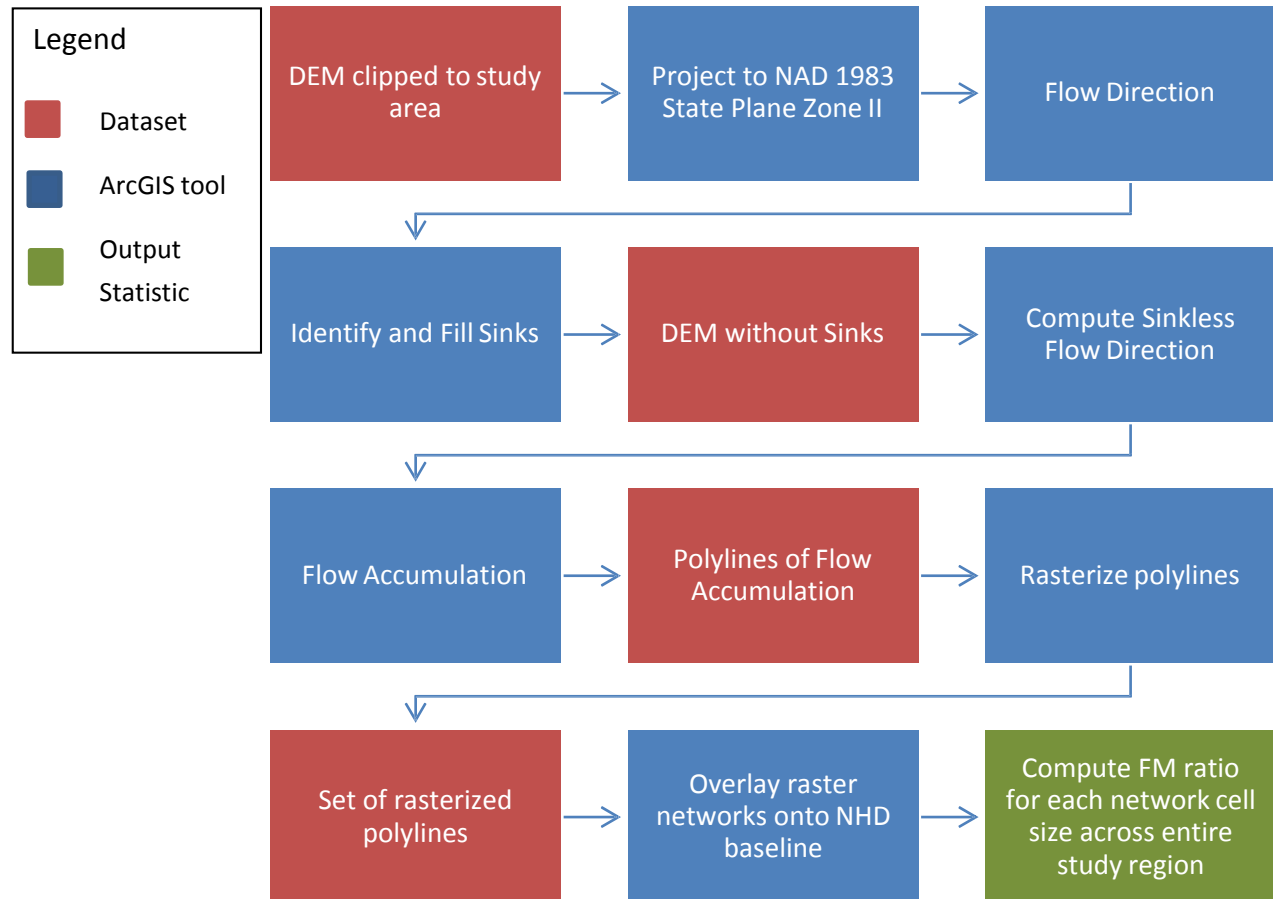 Legend
Dataset
ArcGIS tool
Output
Statistic
DEM clipped to study
area
Project to NAD 1983
State Plane Zone II
Flow Direction
Identify and Fill Sinks
DEM without Sinks
Compute Sinkless
Flow Direction
Flow Accumulation
Polylines of Flow
Accumulation
Rasterize polylines
Set of rasterized
polylines
Overlay raster
networks onto NHD
baseline
Compute FM ratio
for each network cell
size across entire
study region